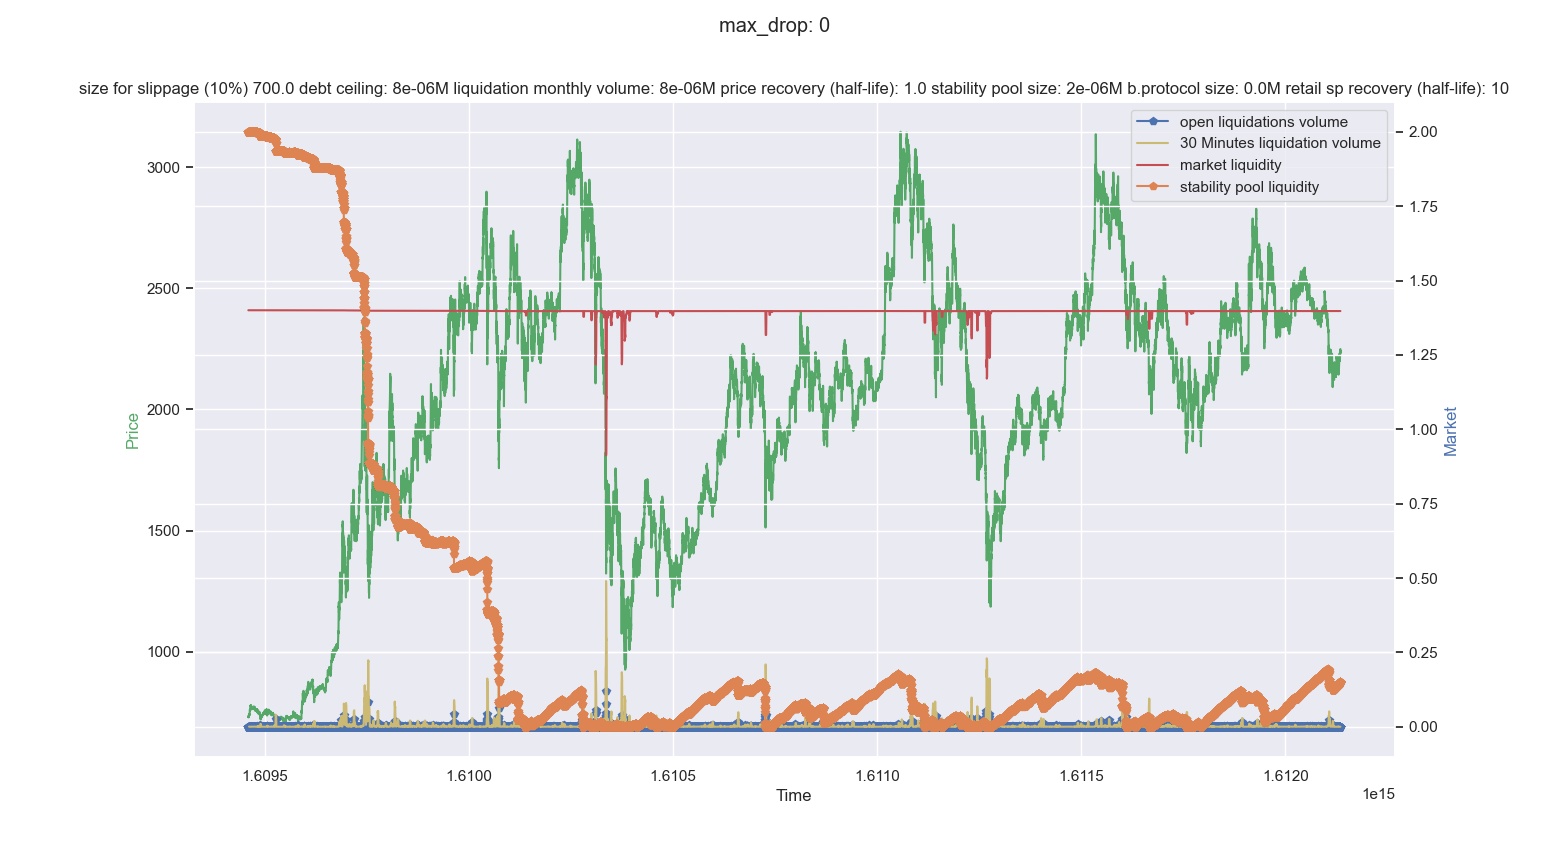 max_drop: 0
size for slippage (10%) 700.0 debt ceiling: 8e-06M liquidation monthly volume: 8e-06M price recovery (half-life): 1.0 stability pool size: 2e-06M b.protocol size: 0.0M retail sp recovery (half-life): 10
open liquidations volume
30 Minutes liquidation volume
market liquidity
stability pool liquidity
3000
2500
2000
1500
1000
Price
2.00
1.75
1.50
1.25
1.00
0.75
0.50
0.25
0.00
Market
1.6095 1.6100 1.6105 1.6110 1.6115 1.6120
Time
1e15